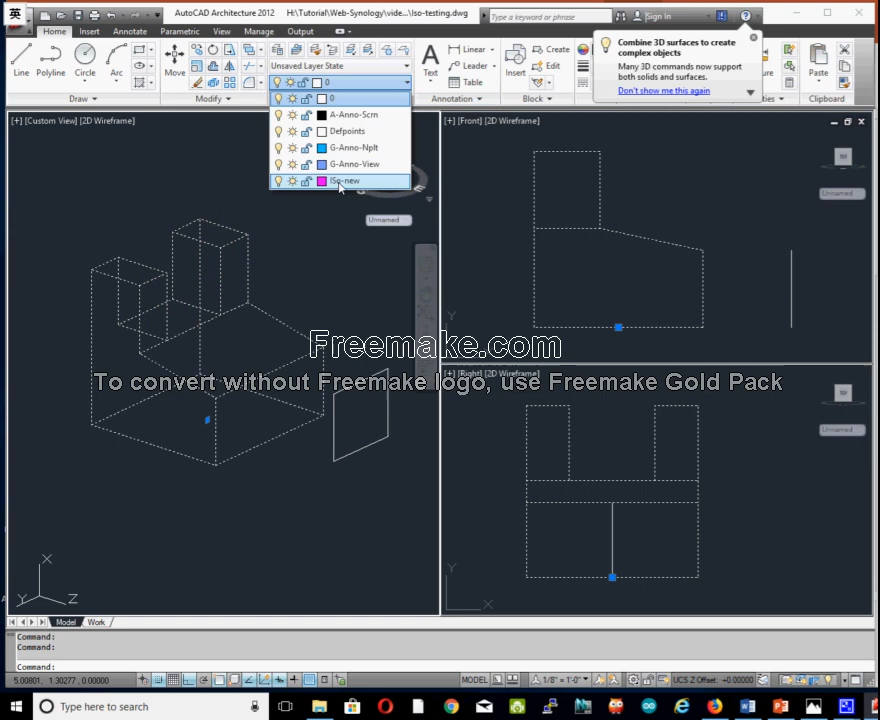 英
AutoCAD Architecture 2012 H:\Tutorial\Web-Synology\vide...\Iso-testing.dwg
Type a keyword or phrase
Sign In
Home Insert Annotate Parametric View Manage Output
Line Polyline Circle Arc
Move
Unsaved Layer State
0
Text
Linear
Leader
Table
Insert
Create
Edit
Paste
Draw
Modify
Annotation
Block
Clipboard
Combine 3D surfaces to create
complex objects
Many 3D commands now support
both solids and surfaces.
Don't show me this again
0
A-Anno-Scrn
Defpoints
G-Anno-Nplt
G-Anno-View
ISo-new
[+] [Custom View] [2D Wireframe]
[+] [Front] [2D Wireframe]
Unnamed
Unnamed
E
Y
Freemake.com
To convert without Freemake logo, use Freemake Gold Pack
[+] [Right] [2D Wireframe]
Unnamed
X
Y
Z
Y
X
Model Work
Command:
Command:
Command:
5.00801, 1.30277, 0.00000
MODEL
1/8" = 1'-0"
UCS Z Offset: +0.00000
Type here to search